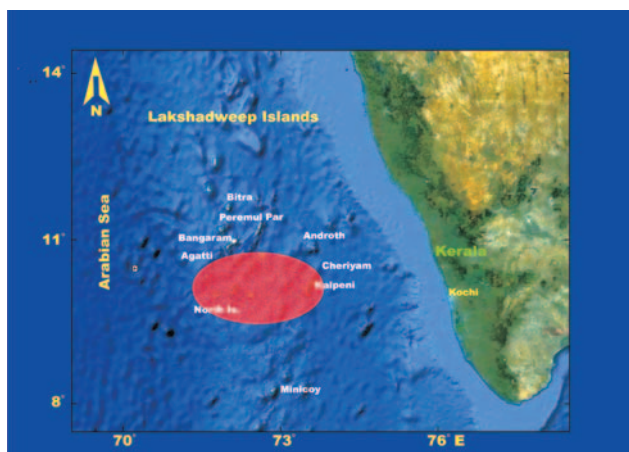 14°
N
Lakshadweep Islands
Bitra
Peremul Par
Androth
Bangaram
11°
Agatti
Cheriyam
Kalpeni
Kerala
Kochi
Arabian Sea
North Is.
Minicoy
8°
70°
73°
76° E